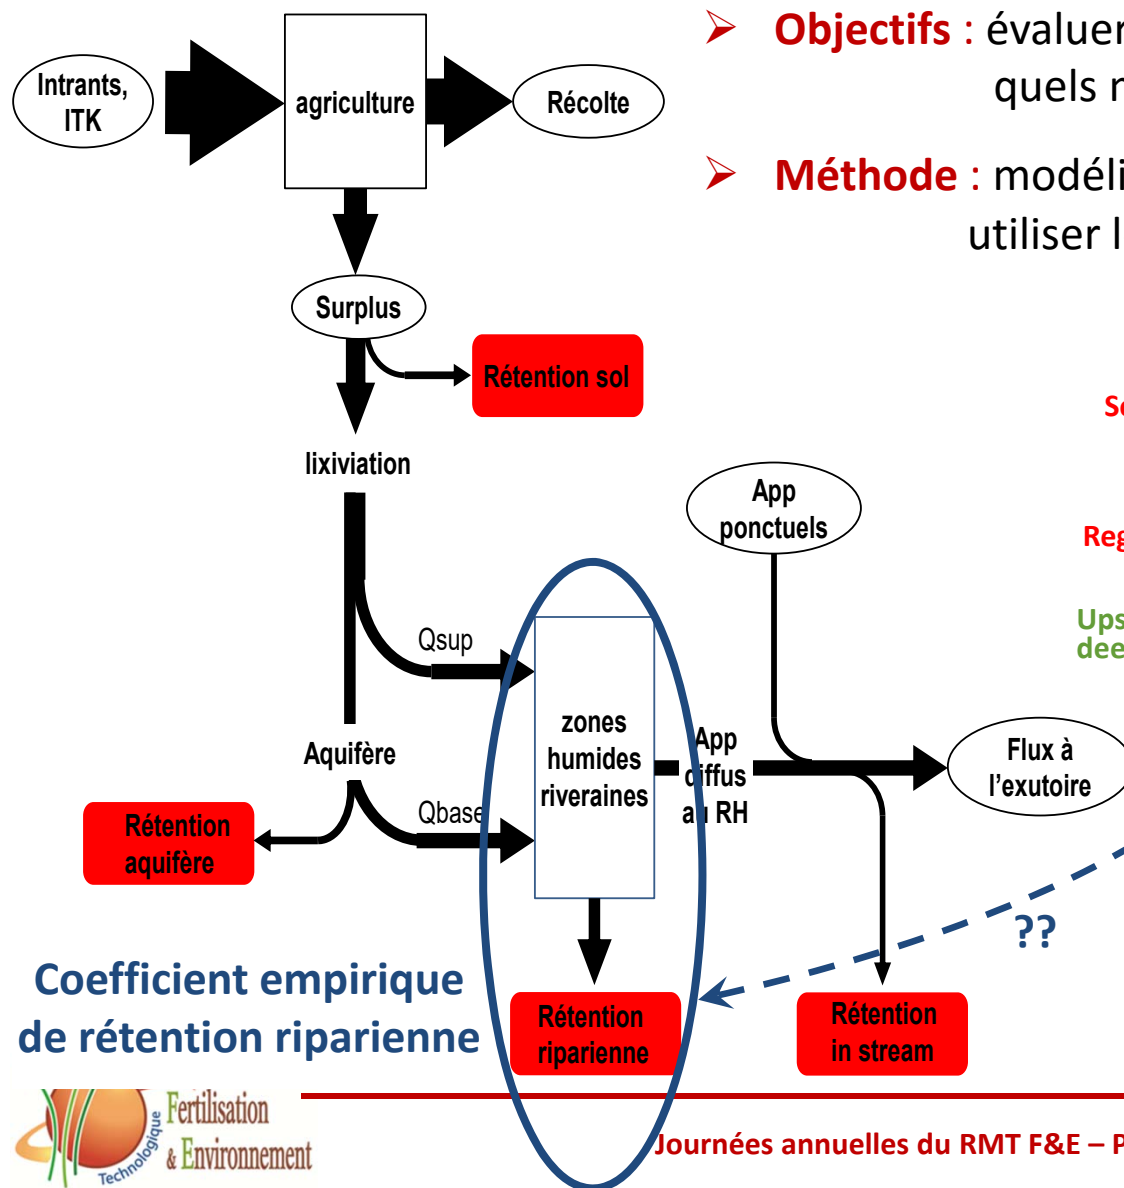 Objectifs : évaluer
quels
Méthode :
utiliser
Intrants,
ITK
agriculture
Récolte
Surplus
Rétention sol
lixiviation
App
ponctuels
Qsup
zones
humides
riveraines
App
diffus
au RH
Flux à
l'exutoire
Aquifère
Qbase
Rétention
aquifère
??
Coefficient empirique
de rétention riparienne
Rétention
riparienne
Rétention
in stream
Fertilisation
& Environnement
Technologique
Journées annuelles du RMT F&E – P